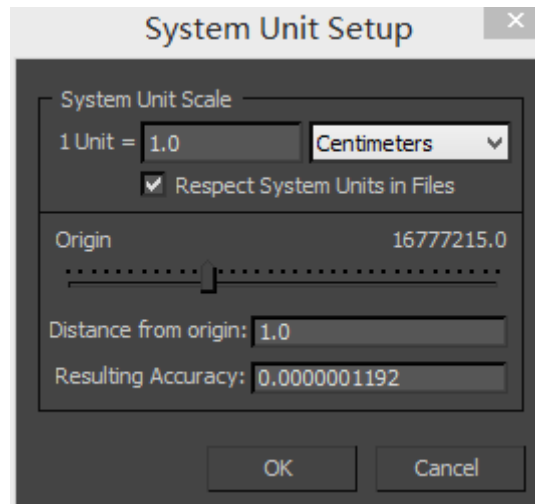 System Unit Setup
System Unit Scale
1 Unit = 1.0 Centimeters
Respect System Units in Files
Origin 16777215.0
Distance from origin: 1.0
Resulting Accuracy: 0.0000001192
OK Cancel